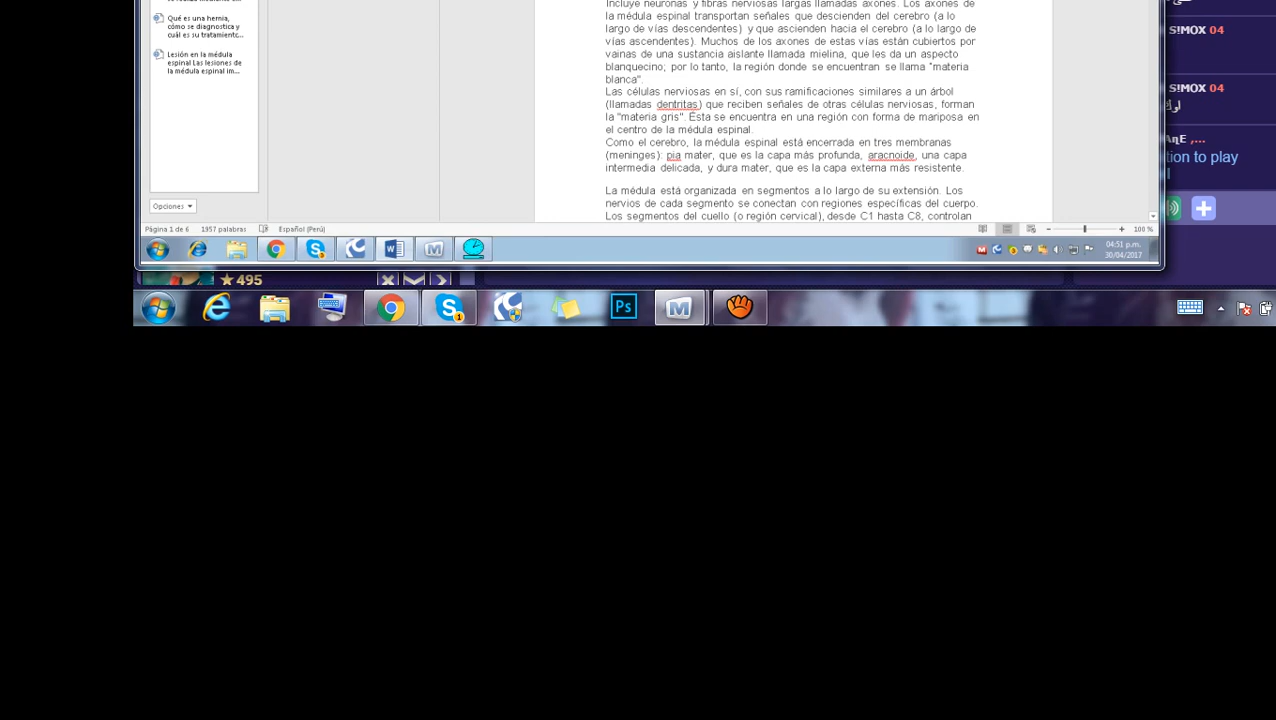 se realiza mediante el...
Qué es una hernia,
cómo se diagnostica y
cuál es su tratamiento...
Lesión en la médula
espinal Las lesiones de
la médula espinal im...
Opciones
Incluye neuronas y fibras nerviosas largas llamadas axones. Los axones de
la médula espinal transportan señales que descienden del cerebro (a lo
largo de vías descendentes) y que ascienden hacia el cerebro (a lo largo de
vías ascendentes). Muchos de los axones de estas vías están cubiertos por
vainas de una sustancia aislante llamada mielina, que les da un aspecto
blanquecino; por lo tanto, la región donde se encuentran se llama "materia
blanca".
Las células nerviosas en sí, con sus ramificaciones similares a un árbol
(llamadas dentritas) que reciben señales de otras células nerviosas, forman
la "materia gris". Ésta se encuentra en una región con forma de mariposa en
el centro de la médula espinal.
Como el cerebro, la médula espinal está encerrada en tres membranas
(meninges): pia mater, que es la capa más profunda, aracnoide, una capa
intermedia delicada, y dura mater, que es la capa externa más resistente.
La médula está organizada en segmentos a lo largo de su extensión. Los
nervios de cada segmento se conectan con regiones específicas del cuerpo.
Los segmentos del cuello (o región cervical), desde C1 hasta C8, controlan
Página 1 de 6 1957 palabras Español (Perú) 100 %
04:51 p.m.
30/04/2017
S!MOX 04
S!MOX 04
اوك
tion to play
l
★495
Ps